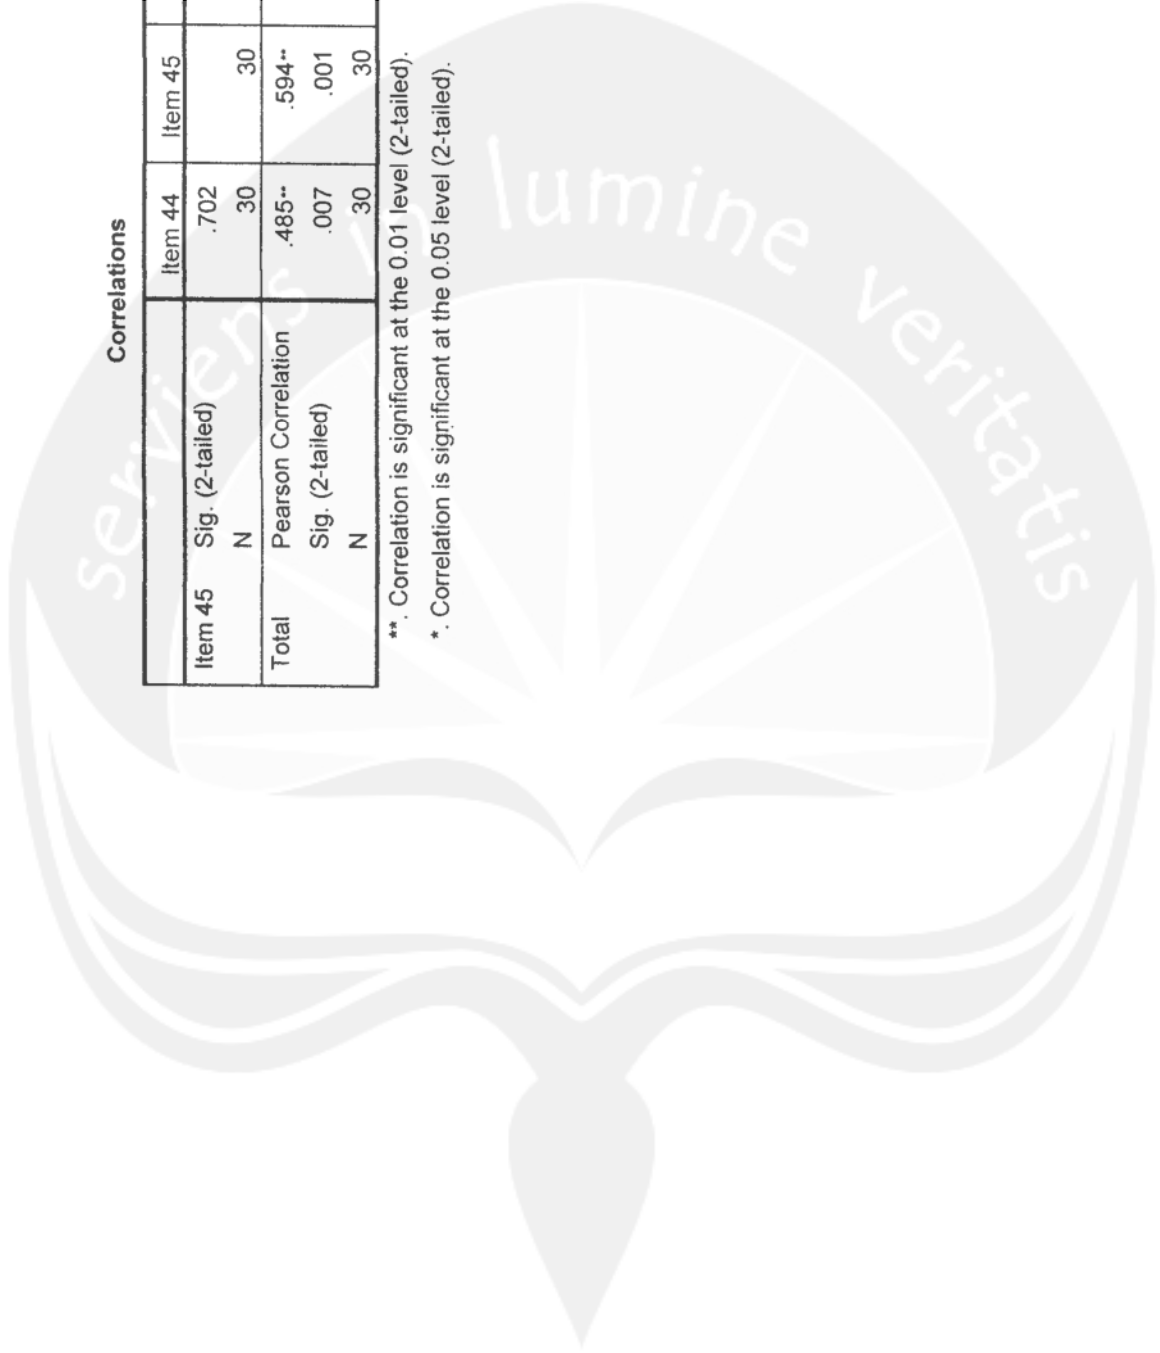 Correlations
Item 44 Item 45
Item 45 Sig. (2-tailed) .702
N 30 30
Total Pearson Correlation .485** .594**
Sig. (2-tailed) .007 .001
N 30 30
**. Correlation is significant at the 0.01 level (2-tailed).
*. Correlation is significant at the 0.05 level (2-tailed).
serviens in lumine veritatis